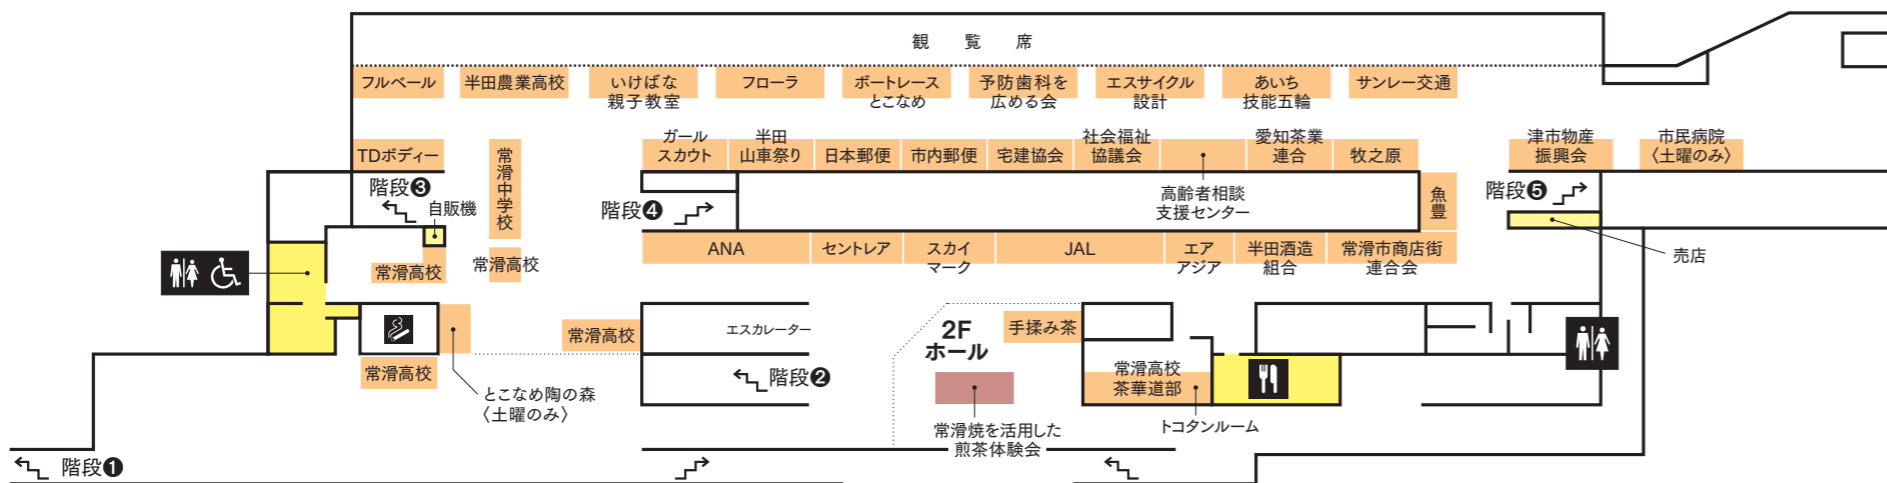 観覧席
フルベール
半田農業高校
いけばな
親子教室
フローラ
ボートレース
とこなめ
予防歯科を
広める会
エスサイクル
設計
あいち
技能五輪
サンレー交通
TDボディー
常滑中学校
ガール
スカウト
半田
山車祭り
日本郵便
市内郵便
宅建協会
社会福祉
協議会
高齢者相談
支援センター
愛知茶業
連合
牧之原
津市物産
振興会
市民病院
〈土曜のみ〉
階段❸
自販機
階段❹
魚豊
階段❺
売店
常滑高校
常滑高校
ANA
セントレア
スカイ
マーク
JAL
エア
アジア
半田酒造
組合
常滑市商店街
連合会
常滑高校
エスカレーター
2F
ホール
手揉み茶
常滑高校
とこなめ陶の森
〈土曜のみ〉
階段❷
常滑高校
茶華道部
トコタンルーム
常滑焼を活用した
煎茶体験会
階段❶